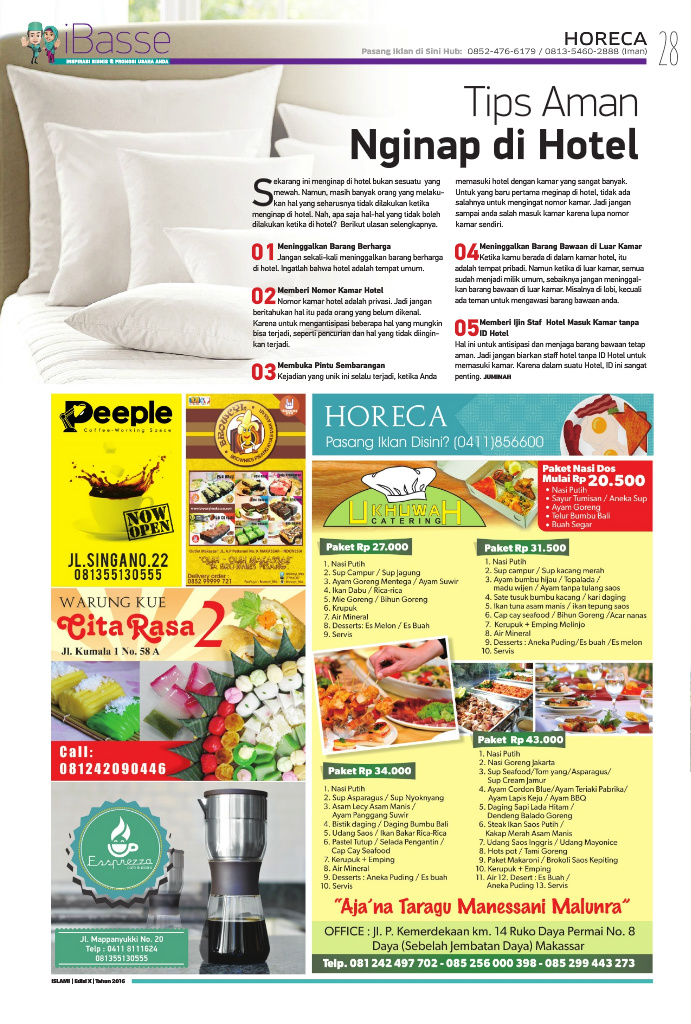 iBasse
INSPIRASI BISNIS & PROMOSI USAHA ANDA
HORECA
Pasang Iklan di Sini Hub: 0852-476-6179 / 0813-5460-2888 (Iman)
28
Tips Aman
Nginap di Hotel
Sekarang ini menginap di hotel bukan sesuatu yang
mewah. Namun, masih banyak orang yang melaku-
kan hal yang seharusnya tidak dilakukan ketika
menginap di hotel. Nah, apa saja hal-hal yang tidak boleh
dilakukan ketika di hotel? Berikut ulasan selengkapnya.
01 Meninggalkan Barang Berharga
Jangan sekali-kali meninggalkan barang berharga
di hotel. Ingatlah bahwa hotel adalah tempat umum.
02 Memberi Nomor Kamar Hotel
Nomor kamar hotel adalah privasi. Jadi jangan
beritahukan hal itu pada orang yang belum dikenal.
Karena untuk mengantisipasi beberapa hal yang mungkin
bisa terjadi, seperti pencurian dan hal yang tidak diingin-
kan terjadi.
03 Membuka Pintu Sembarangan
Kejadian yang unik ini selalu terjadi, ketika Anda
memasuki hotel dengan kamar yang sangat banyak.
Untuk yang baru pertama meginap di hotel, tidak ada
salahnya untuk mengingat nomor kamar. Jadi jangan
sampai anda salah masuk kamar karena lupa nomor
kamar sendiri.
04 Meninggalkan Barang Bawaan di Luar Kamar
Ketika kamu berada di dalam kamar hotel, itu
adalah tempat pribadi. Namun ketika di luar kamar, semua
sudah menjadi milik umum, sebaiknya jangan meninggal-
kan barang bawaan di luar kamar. Misalnya di lobi, kecuali
ada teman untuk mengawasi barang bawaan anda.
05 Memberi Ijin Staf Hotel Masuk Kamar tanpa
ID Hotel
Hal ini untuk antisipasi dan menjaga barang bawaan tetap
aman. Jadi jangan biarkan staff hotel tanpa ID Hotel untuk
memasuki kamar. Karena dalam suatu Hotel, ID ini sangat
penting. JUMINAH
Peeple
Coffee-Working Space
NOW
OPEN
JL.SINGANO.22
081355130555
BROWCYL
Delivery order :
0852 99999 721
WARUNG KUE
Cita Rasa 2
Jl. Kumala 1 No. 58 A
Call:
081242090446
Essprezza
Jl. Mappanyukki No. 20
Telp : 0411 8111624
081355130555
HORECA
Pasang Iklan Disini? (0411)856600
UKHUWAH
CATERING
Paket Nasi Dos
Mulai Rp 20.500
• Nasi Putih
• Sayur Tumisan / Aneka Sup
• Ayam Goreng
• Telur Bumbu Bali
• Buah Segar
Paket Rp 27.000
1. Nasi Putih
2. Sup Campur / Sup Jagung
3. Ayam Goreng Mentega / Ayam Suwir
4. Ikan Dabu / Rica-rica
5. Mie Goreng / Bihun Goreng
6. Krupuk
7. Air Mineral
8. Desserts: Es Melon / Es Buah
9. Servis
Paket Rp 31.500
1. Nasi Putih
2. Sup campur / Sup kacang merah
3. Ayam bumbu hijau / Topalada /
madu wijen / Ayam tanpa tulang saos
4. Sate tusuk bumbu kacang / kari daging
5. Ikan tuna asam manis / ikan tepung saos
6. Cap cay seafood / Bihun Goreng /Acar nanas
7. Kerupuk + Emping Melinjo
8. Air Mineral
9. Desserts : Aneka Puding/Es buah /Es melon
10. Servis
Paket Rp 34.000
1. Nasi Putih
2. Sup Asparagus / Sup Nyoknyang
3. Asam Lecy Asam Manis /
Ayam Panggang Suwir
4. Bistik daging / Daging Bumbu Bali
5. Udang Saos / Ikan Bakar Rica-Rica
6. Pastel Tutup / Selada Pengantin /
Cap Cay Seafood
7. Kerupuk + Emping
8. Air Mineral
9. Desserts : Aneka Puding / Es buah
10. Servis
Paket Rp 43.000
1. Nasi Putih
2. Nasi Goreng Jakarta
3. Sup Seafood/Tom yang/Asparagus/
Sup Cream Jamur
4. Ayam Cordon Blue/Ayam Teriaki Pabrika/
Ayam Lapis Keju / Ayam BBQ
5. Daging Sapi Lada Hitam /
Dendeng Balado Goreng
6. Steak Ikan Saos Putih /
Kakap Merah Asam Manis
7. Udang Saos Inggris / Udang Mayonice
8. Hots pot / Tami Goreng
9. Paket Makaroni / Brokoli Saos Kepiting
10. Kerupuk + Emping
11. Air 12. Desert : Es Buah /
Aneka Puding 13. Servis
"Aja'na Taragu Manessani Malunra"
OFFICE : Jl. P. Kemerdekaan km. 14 Ruko Daya Permai No. 8
Daya (Sebelah Jembatan Daya) Makassar
Telp. 081 242 497 702 - 085 256 000 398 - 085 299 443 273
ISLAMI | Edisi X | Tahun 2016